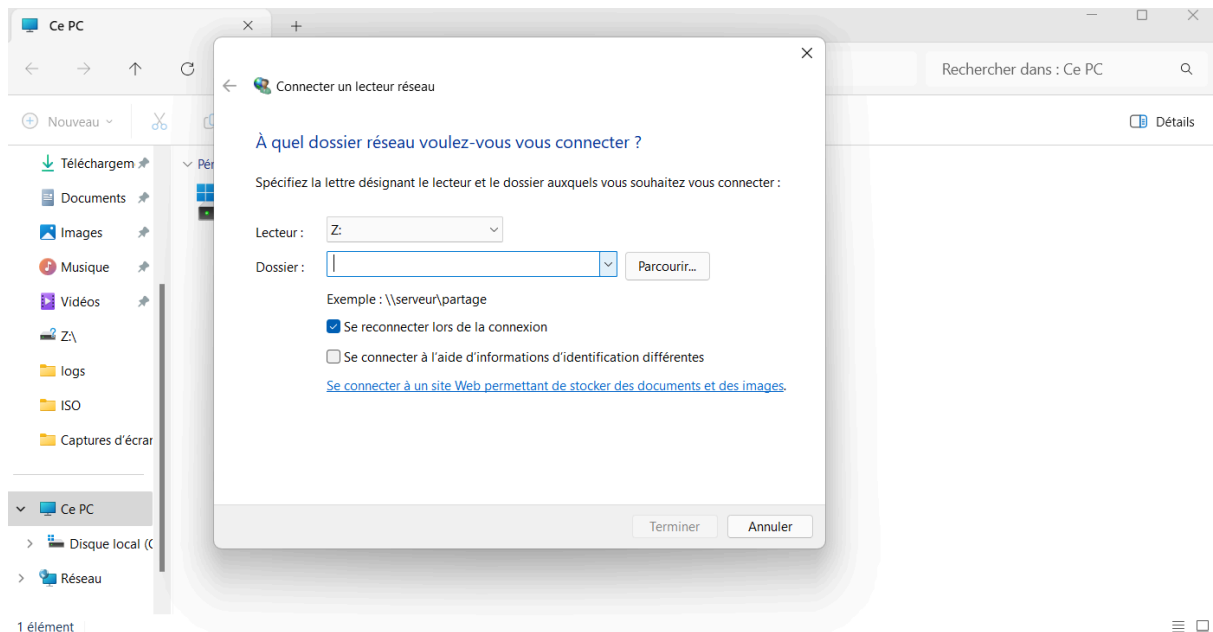 Ce PC
Rechercher dans : Ce PC
Nouveau
Détails
Téléchargem
Documents
Images
Musique
Vidéos
Z:\
logs
ISO
Captures d'écran
Ce PC
Disque local (C
Réseau
1 élément
Pér
Connecter un lecteur réseau
À quel dossier réseau voulez-vous vous connecter ?
Spécifiez la lettre désignant le lecteur et le dossier auxquels vous souhaitez vous connecter :
Lecteur : Z:
Dossier : Parcourir...
Exemple : \\serveur\partage
Se reconnecter lors de la connexion
Se connecter à l'aide d'informations d'identification différentes
Se connecter à un site Web permettant de stocker des documents et des images.
Terminer Annuler